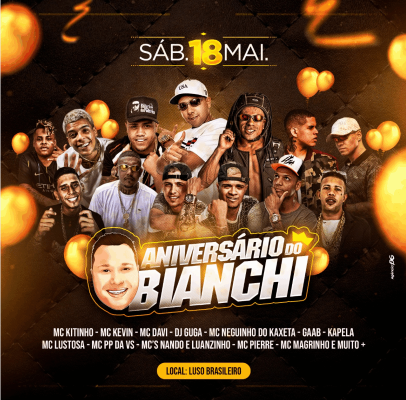 SÁB. 18 MAI.
USA
ANIVERSÁRIO DO
BIANCHI
MC KITINHO - MC KEVIN - MC DAVI - DJ GUGA - MC NEGUINHO DO KAXETA - GAAB - KAPELA
MC LUSTOSA - MC PP DA VS - MC'S NANDO E LUANZINHO - MC PIERRE - MC MAGRINHO E MUITO +
LOCAL: LUSO BRASILEIRO